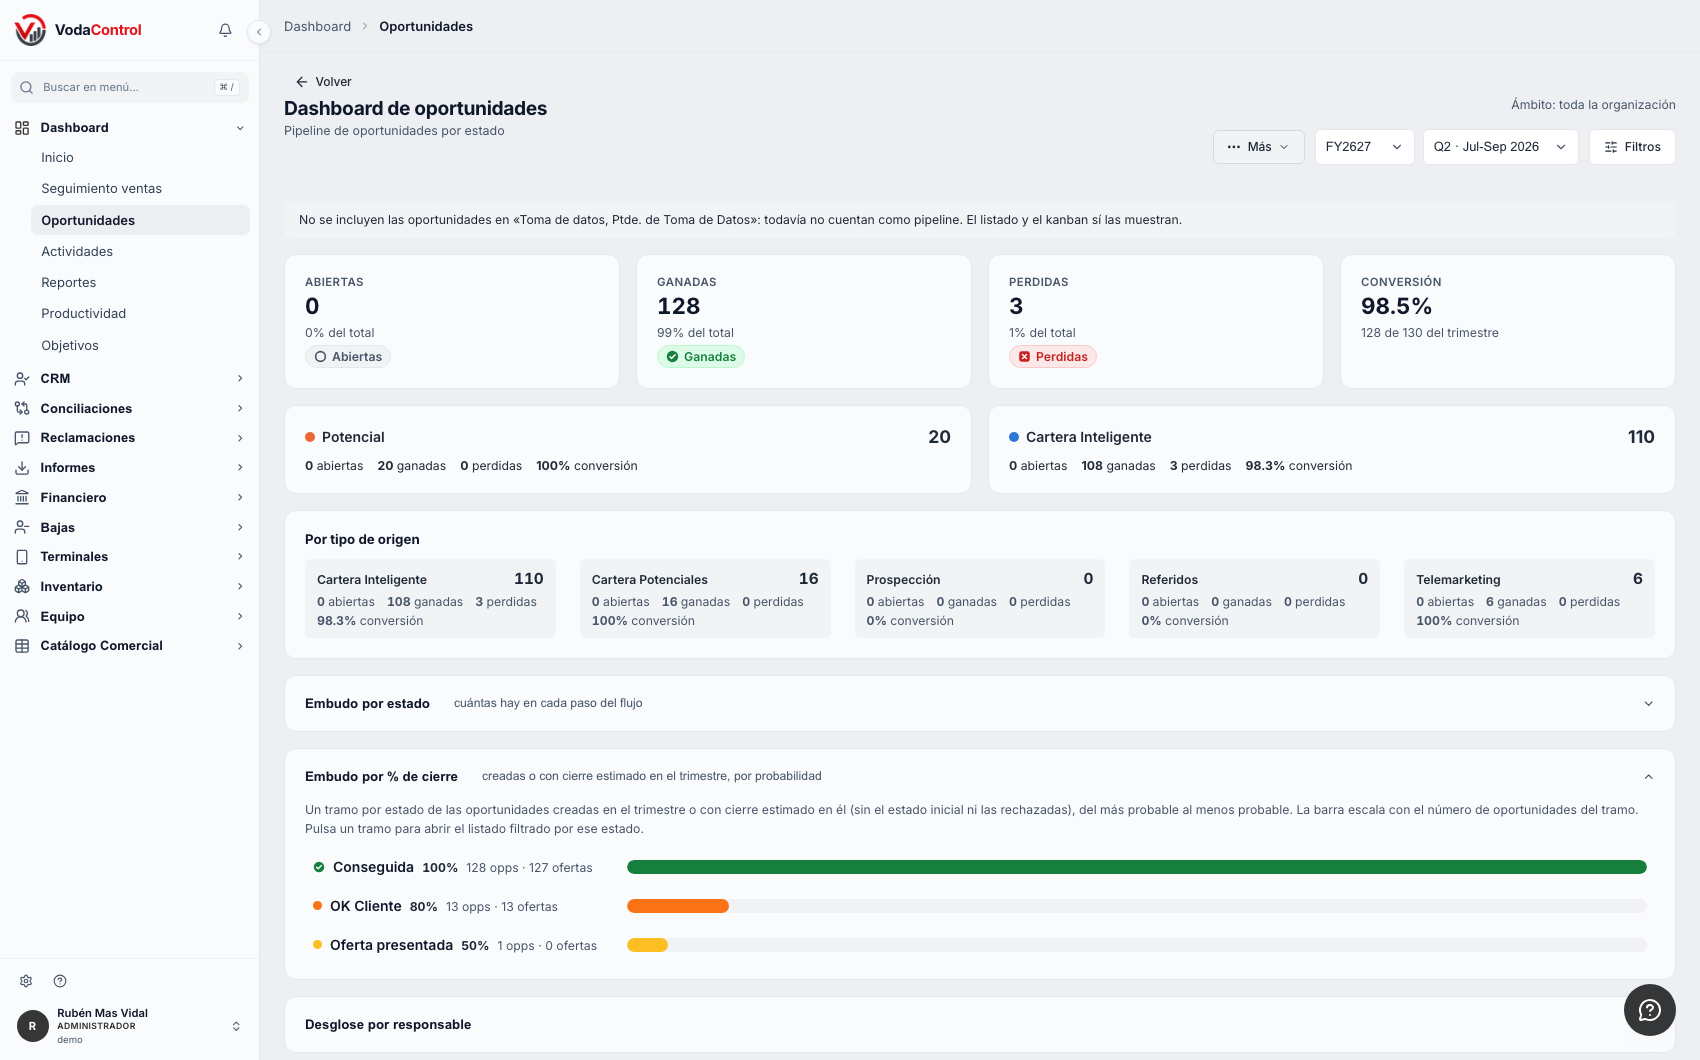 VodaControl
Buscar en menú...
⌘ /
Dashboard
Inicio
Seguimiento ventas
Oportunidades
Actividades
Reportes
Productividad
Objetivos
CRM
Conciliaciones
Reclamaciones
Informes
Financiero
Bajas
Terminales
Inventario
Equipo
Catálogo Comercial
R
Rubén Mas Vidal
ADMINISTRADOR
demo
Dashboard > Oportunidades
← Volver
Dashboard de oportunidades
Pipeline de oportunidades por estado
Ámbito: toda la organización
··· Más
FY2627
Q2 · Jul-Sep 2026
Filtros
No se incluyen las oportunidades en «Toma de datos, Ptde. de Toma de Datos»: todavía no cuentan como pipeline. El listado y el kanban sí las muestran.
ABIERTAS
0
0% del total
Abiertas
GANADAS
128
99% del total
Ganadas
PERDIDAS
3
1% del total
Perdidas
CONVERSIÓN
98.5%
128 de 130 del trimestre
Potencial 20
0 abiertas 20 ganadas 0 perdidas 100% conversión
Cartera Inteligente 110
0 abiertas 108 ganadas 3 perdidas 98.3% conversión
Por tipo de origen
Cartera Inteligente 110
0 abiertas 108 ganadas 3 perdidas
98.3% conversión
Cartera Potenciales 16
0 abiertas 16 ganadas 0 perdidas
100% conversión
Prospección 0
0 abiertas 0 ganadas 0 perdidas
0% conversión
Referidos 0
0 abiertas 0 ganadas 0 perdidas
0% conversión
Telemarketing 6
0 abiertas 6 ganadas 0 perdidas
100% conversión
Embudo por estado cuántas hay en cada paso del flujo
Embudo por % de cierre creadas o con cierre estimado en el trimestre, por probabilidad
Un tramo por estado de las oportunidades creadas en el trimestre o con cierre estimado en él (sin el estado inicial ni las rechazadas), del más probable al menos probable. La barra escala con el número de oportunidades del tramo.
Pulsa un tramo para abrir el listado filtrado por ese estado.
Conseguida 100% 128 opps · 127 ofertas
OK Cliente 80% 13 opps · 13 ofertas
Oferta presentada 50% 1 opps · 0 ofertas
Desglose por responsable